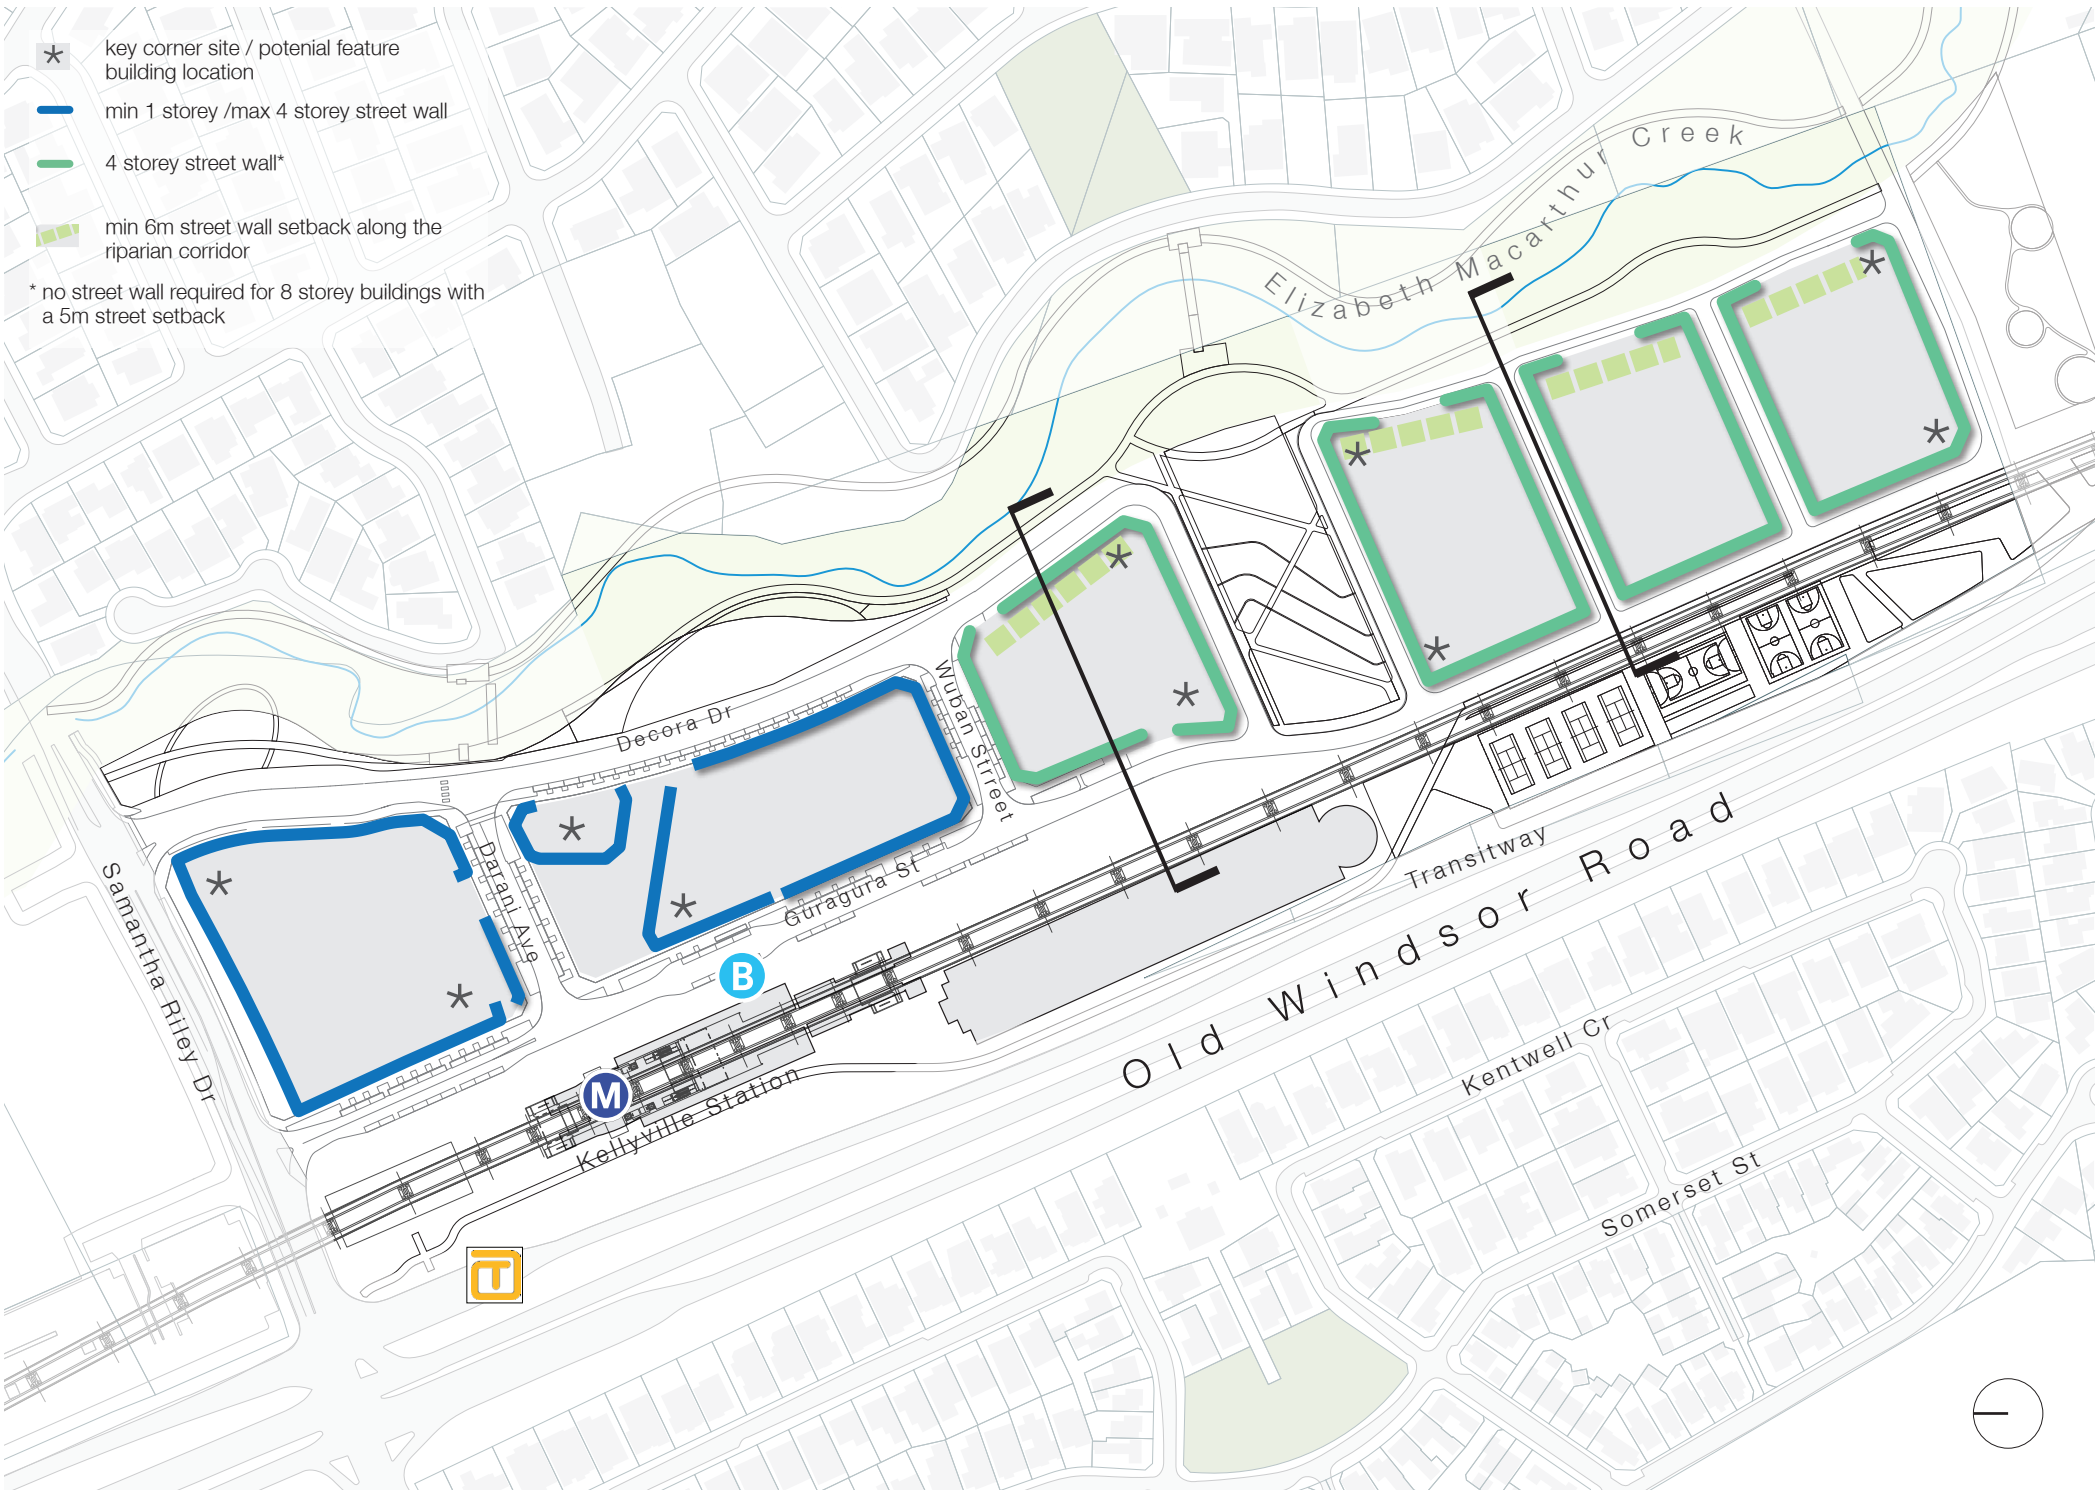 key corner site / potenial feature
building location
min 1 storey /max 4 storey street wall
4 storey street wall*
min 6m street wall setback along the
riparian corridor
* no street wall required for 8 storey buildings with
a 5m street setback
Elizabeth Macarthur Creek
Decora Dr
Wuban Strreet
Darani Ave
Guragura St
Samantha Riley Dr
B
M
Kellyville Station
T
Transitway
Old Windsor Road
Kentwell Cr
Somerset St